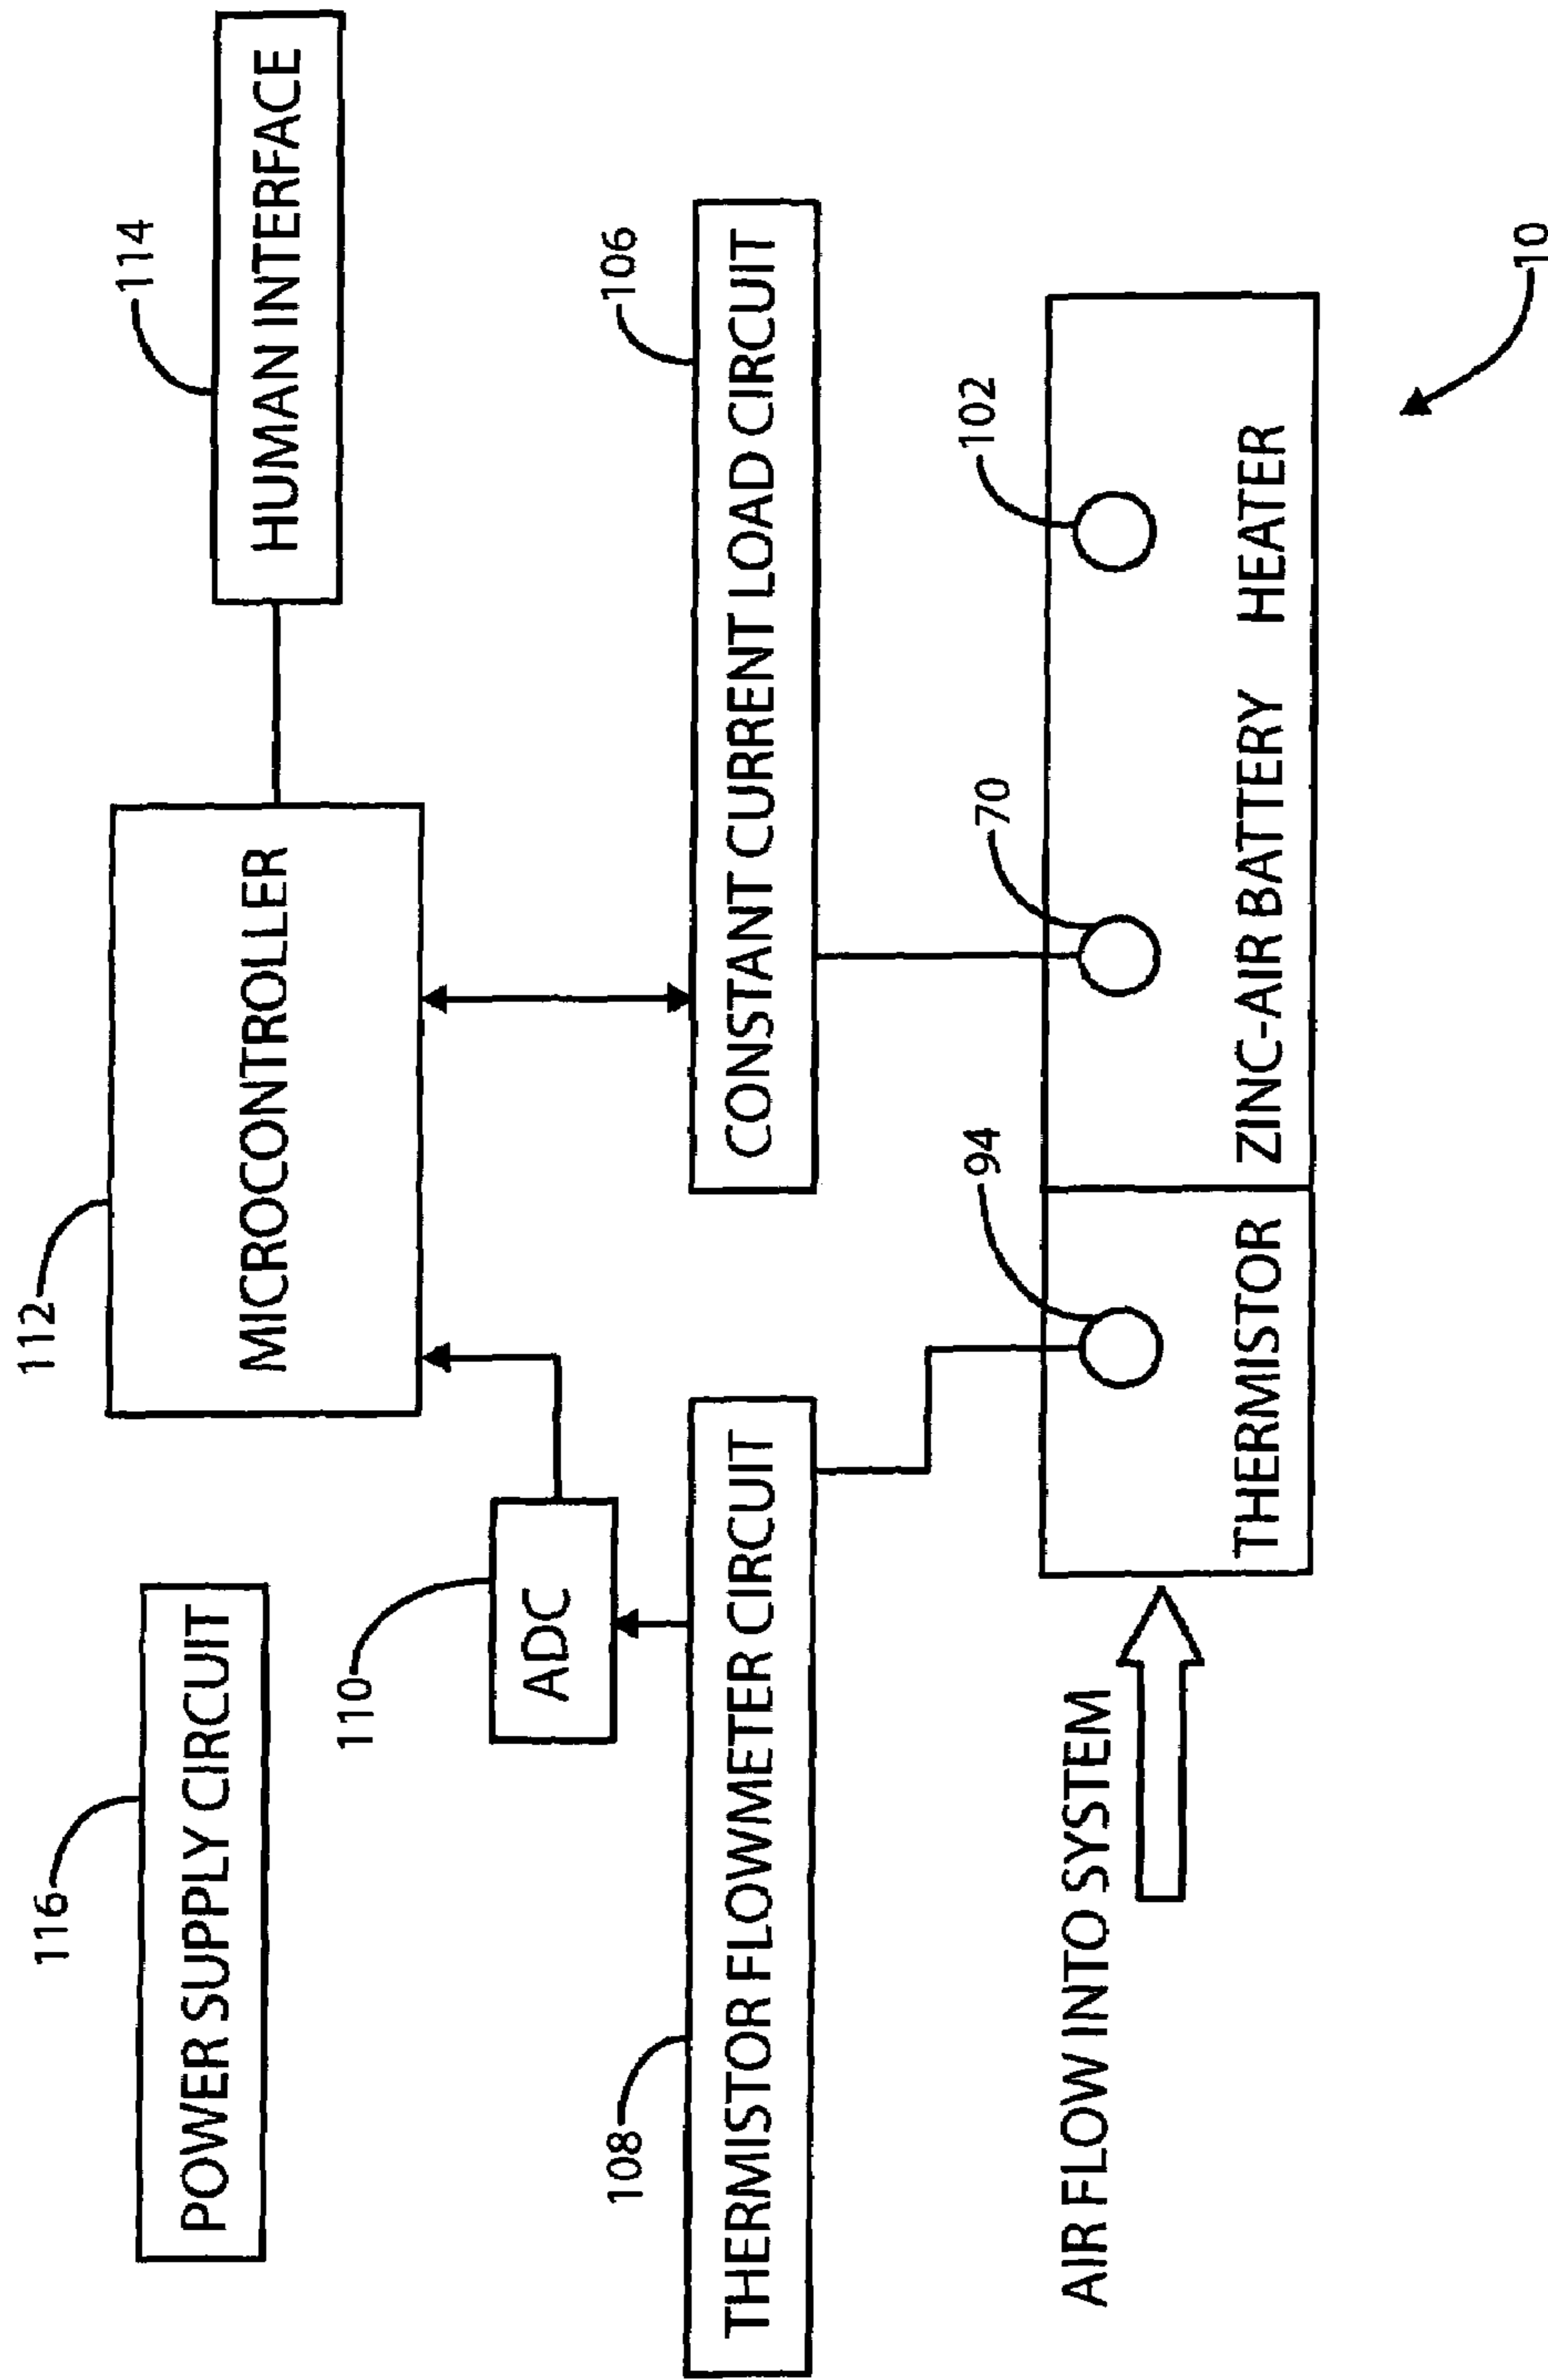 116
POWER SUPPLY CIRCUIT
112
MICROCONTROLLER
114
HUMAN INTERFACE
110
ADC
108
THERMISTOR FLOWMETER CIRCUIT
106
CONSTANT CURRENT LOAD CIRCUIT
AIR FLOW INTO SYSTEM
94
THERMISTOR
70
ZINC-AIR BATTERY
102
HEATER
10